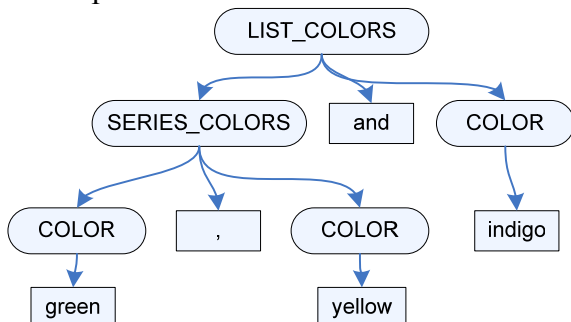 LIST_COLORS
SERIES_COLORS
and
COLOR
COLOR
,
COLOR
indigo
green
yellow